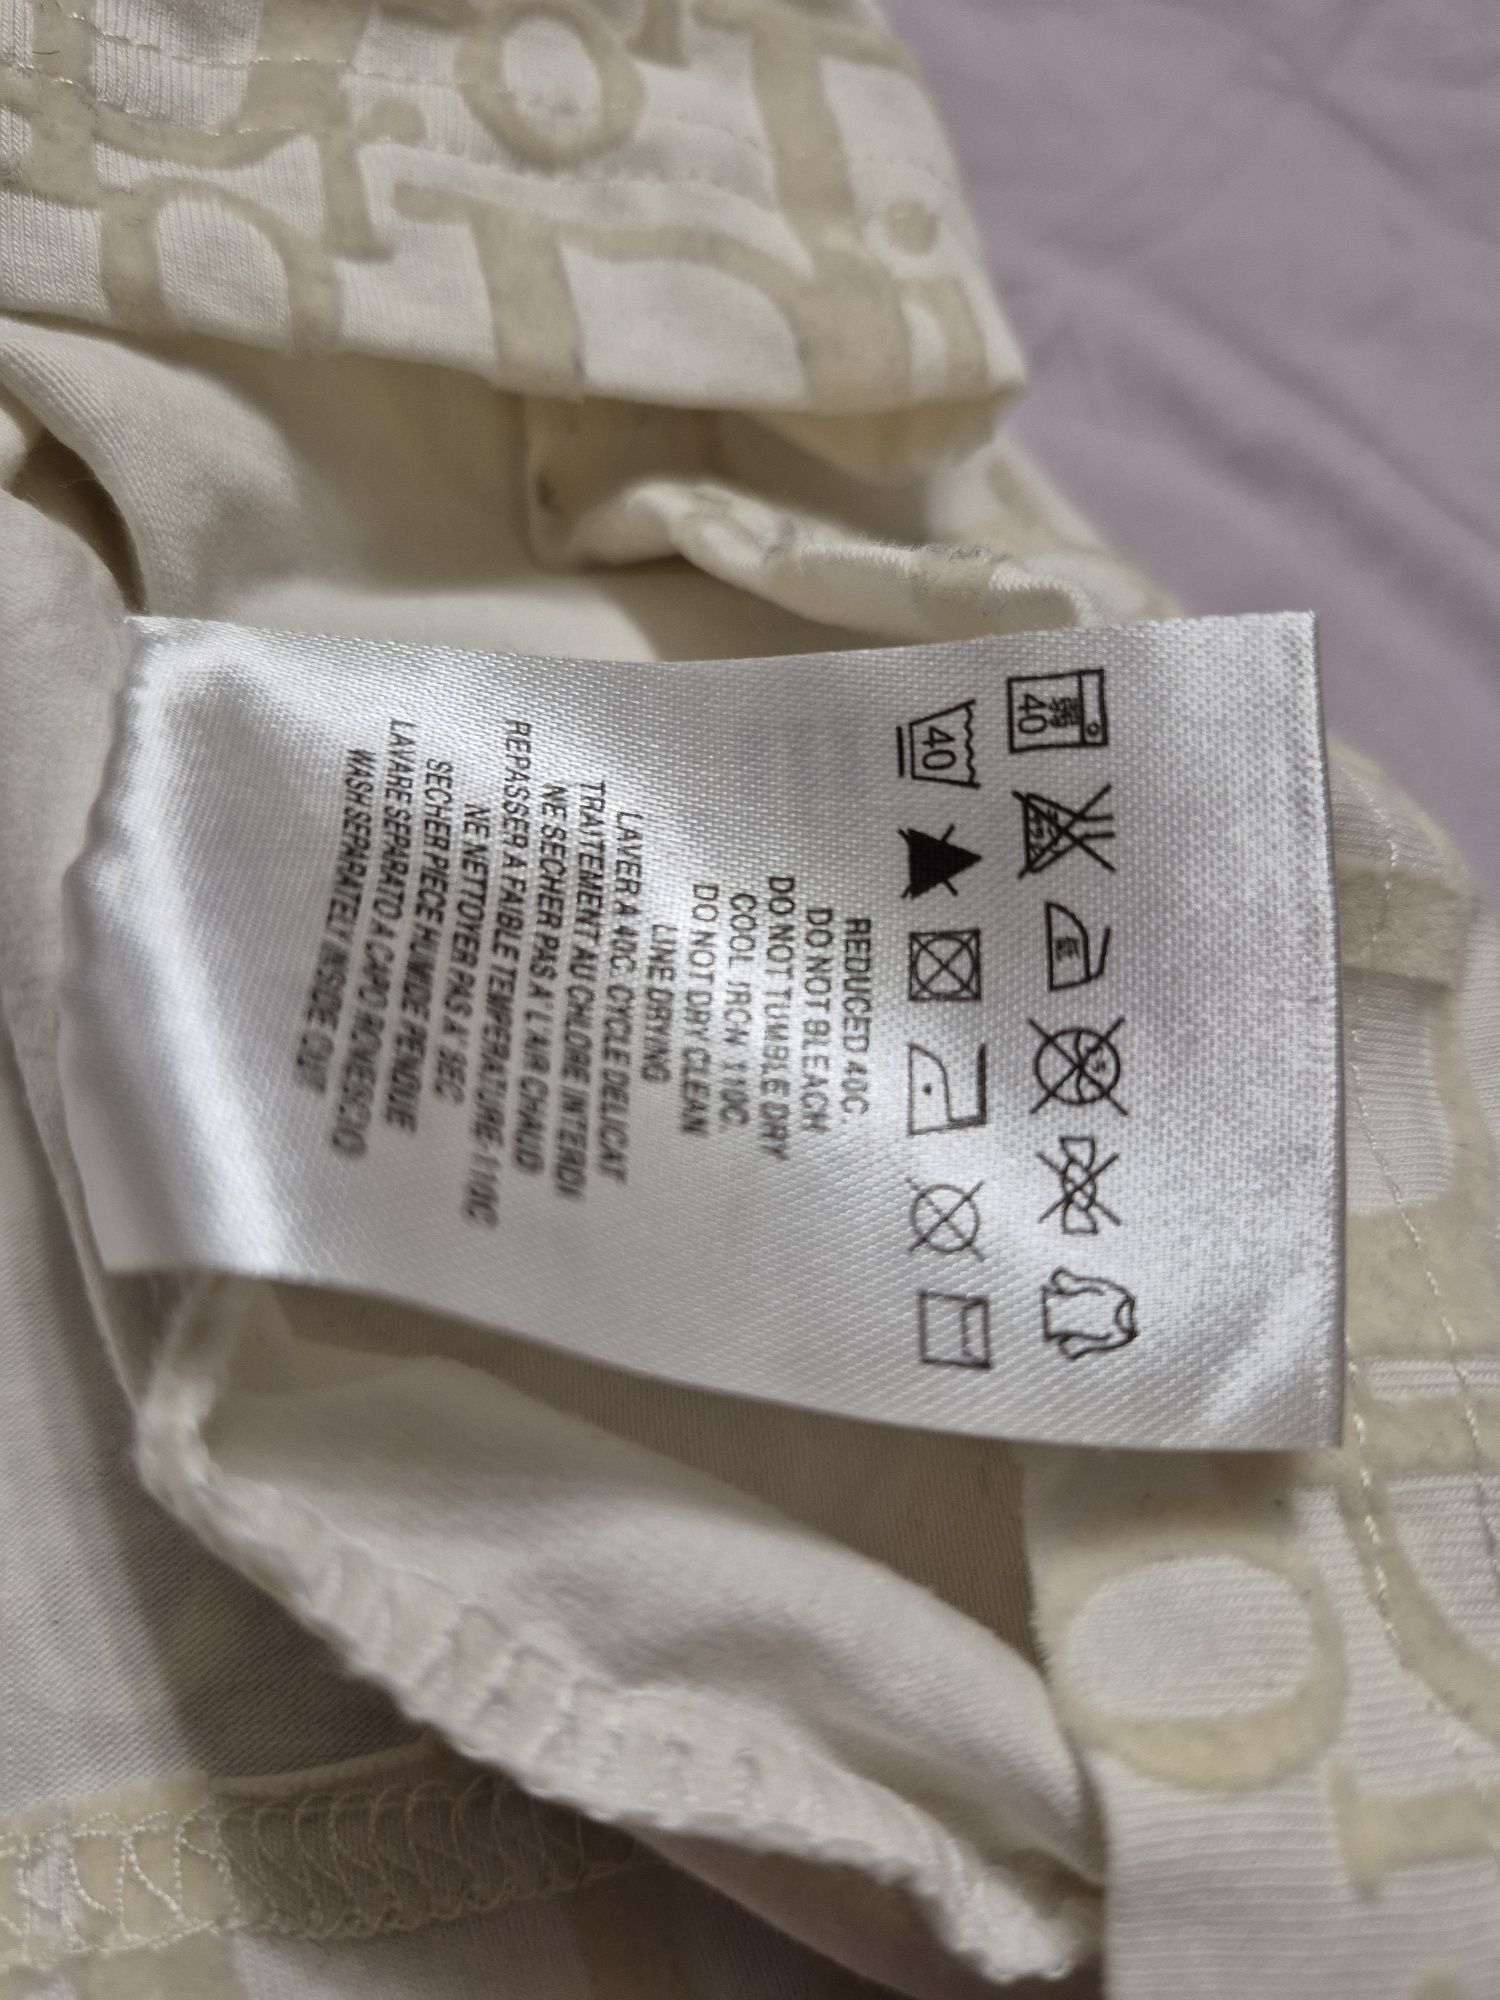 弱 40
40
REDUCED 40C.
DO NOT BLEACH
DO NOT TUMBLE DRY
COOL IRON 110C.
DO NOT DRY CLEAN
LINE DRYING
LAVER A 40C. CYCLE DELICAT
TRAITEMENT AU CHLORE INTERDI
NE SECHER PAS A L'AIR CHAUD
REPASSER A FAIBLE TEMPERATURE-110C
NE NETTOYER PAS A SEC
SECHER PIECE HUMIDE PENDUE
LAVARE SEPARATO A CAPO ROVESCIO
WASH SEPARATELY INSIDE OUT